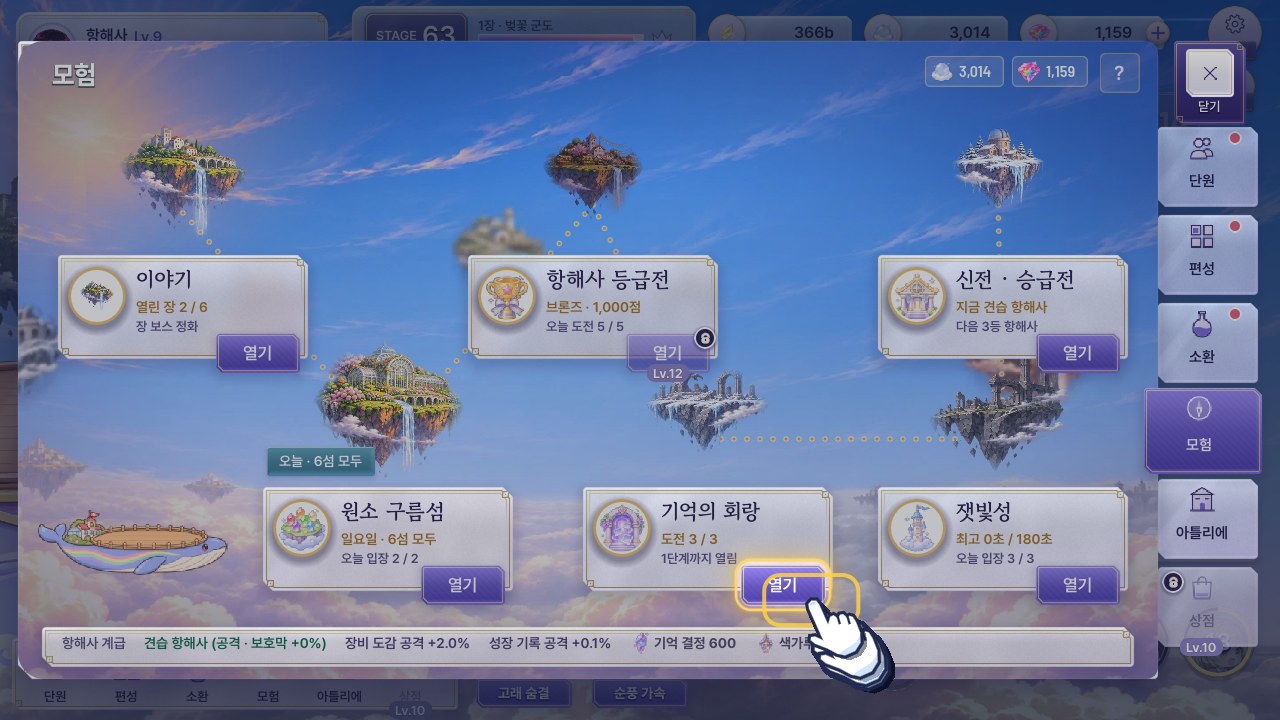 항해사 Lv.9
STAGE 63
1장 · 벚꽃 군도
366b
3,014
1,159
모험
3,014
1,159
?
닫기
단원
편성
소환
모험
아틀리에
상점
Lv.10
이야기
열린 장 2 / 6
장 보스 정화
열기
항해사 등급전
브론즈 · 1,000점
오늘 도전 5 / 5
열기
Lv.12
신전 · 승급전
지금 견습 항해사
다음 3등 항해사
열기
오늘 · 6섬 모두
원소 구름섬
일요일 · 6섬 모두
오늘 입장 2 / 2
열기
기억의 회랑
도전 3 / 3
1단계까지 열림
열기
잿빛성
최고 0초 / 180초
오늘 입장 3 / 3
열기
항해사 계급 견습 항해사 (공격 · 보호막 +0%) 장비 도감 공격 +2.0% 성장 기록 공격 +0.1% 기억 결정 600
단원 편성 소환 모험 아틀리에 상점
Lv.10
고래 숨결
순풍 가속